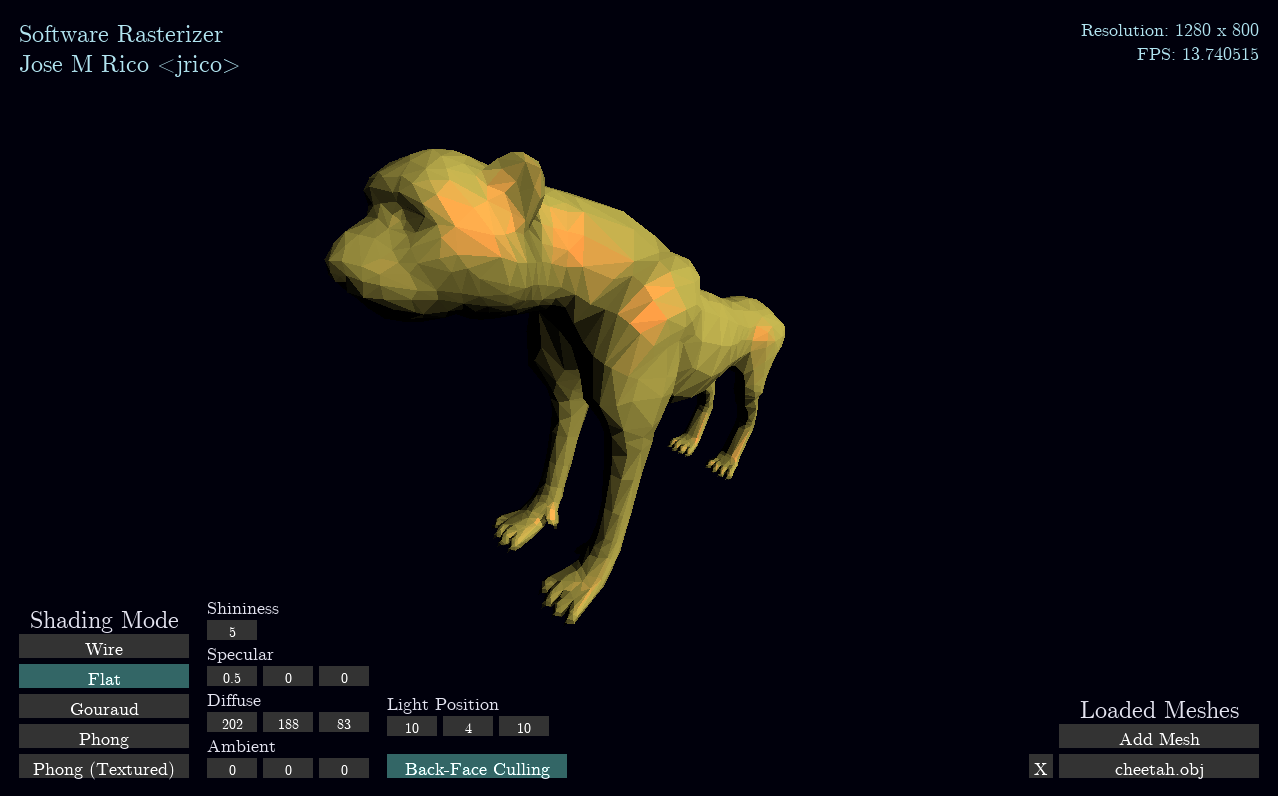 Software Rasterizer
Jose M Rico <jrico>
Resolution: 1280 x 800
FPS: 13.740515
Shading Mode
Wire
Flat
Gouraud
Phong
Phong (Textured)
Shininess
5
Specular
0.5 0 0
Diffuse
202 188 83
Ambient
0 0 0
Light Position
10 4 10
Back-Face Culling
Loaded Meshes
Add Mesh
X cheetah.obj